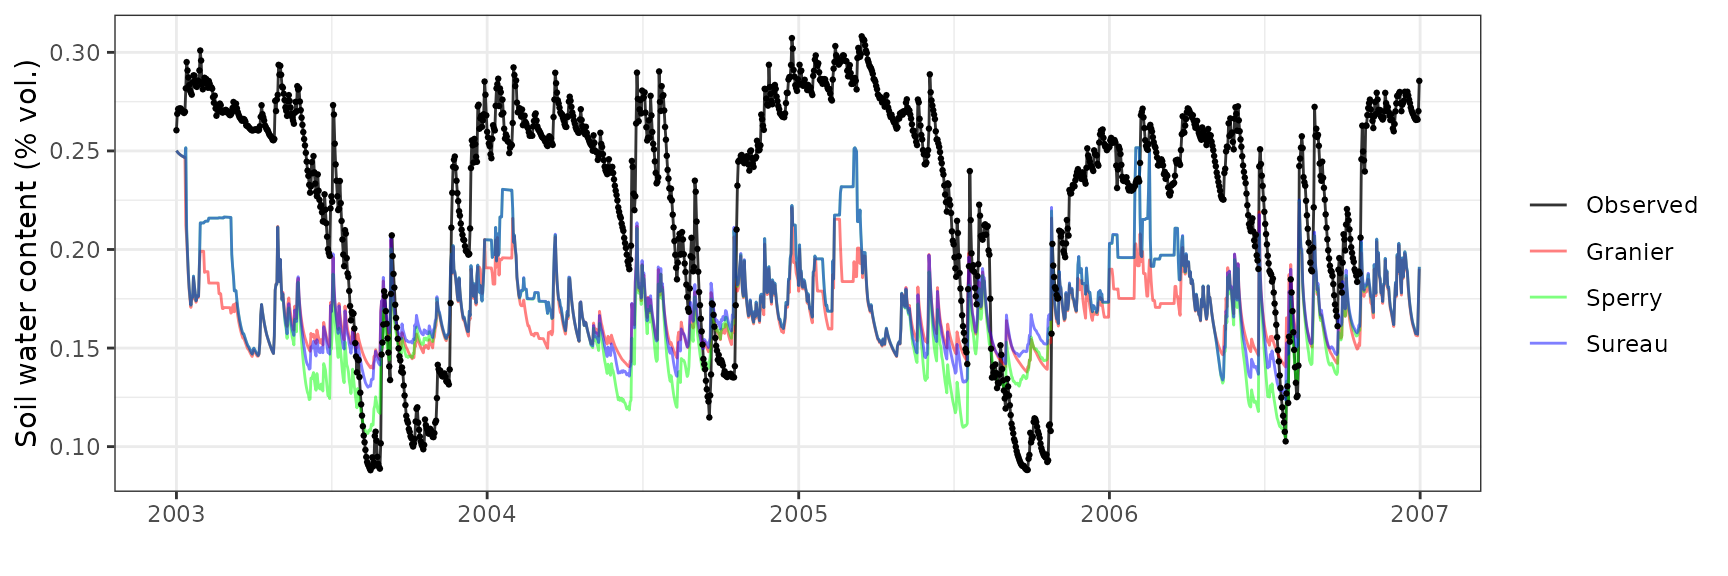 Soil water content (% vol.)
0.30
0.25
0.20
0.15
0.10
2003
2004
2005
2006
2007
Observed
Granier
Sperry
Sureau